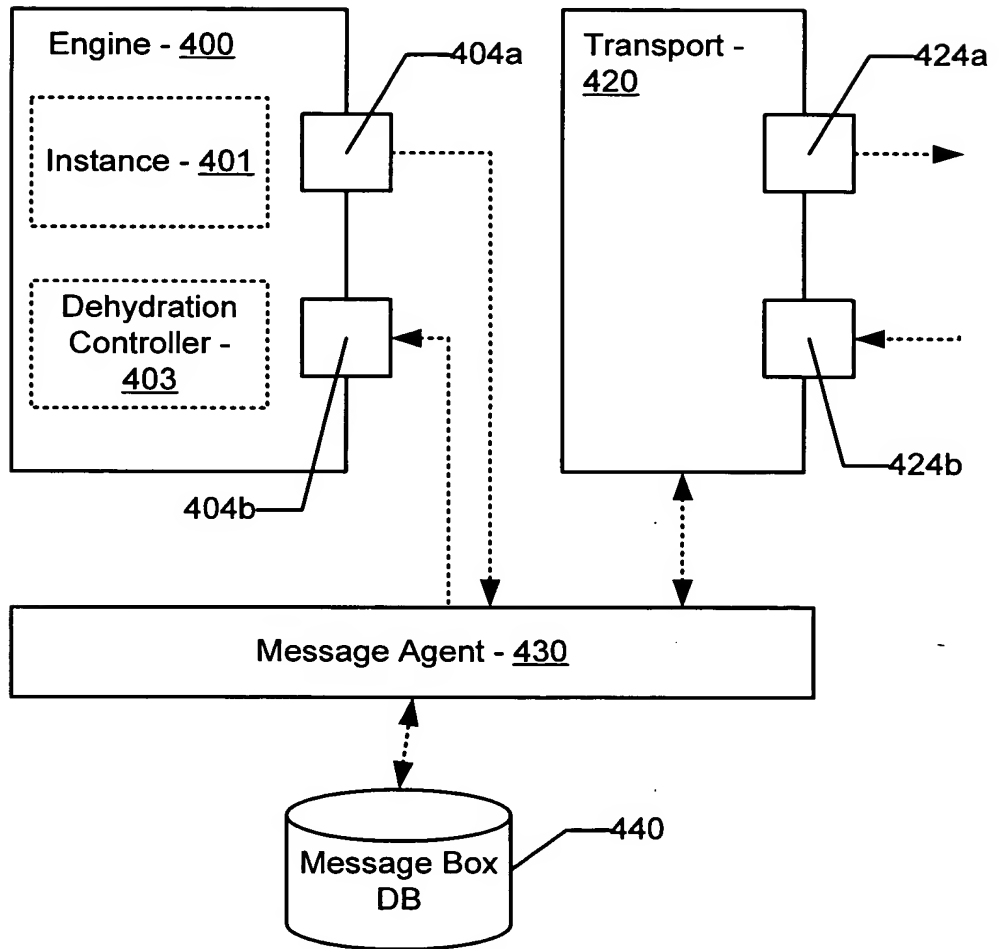 Engine - 400
404a
Transport -
420
424a
Instance - 401
Dehydration
Controller -
403
404b
424b
Message Agent - 430
440
Message Box
DB